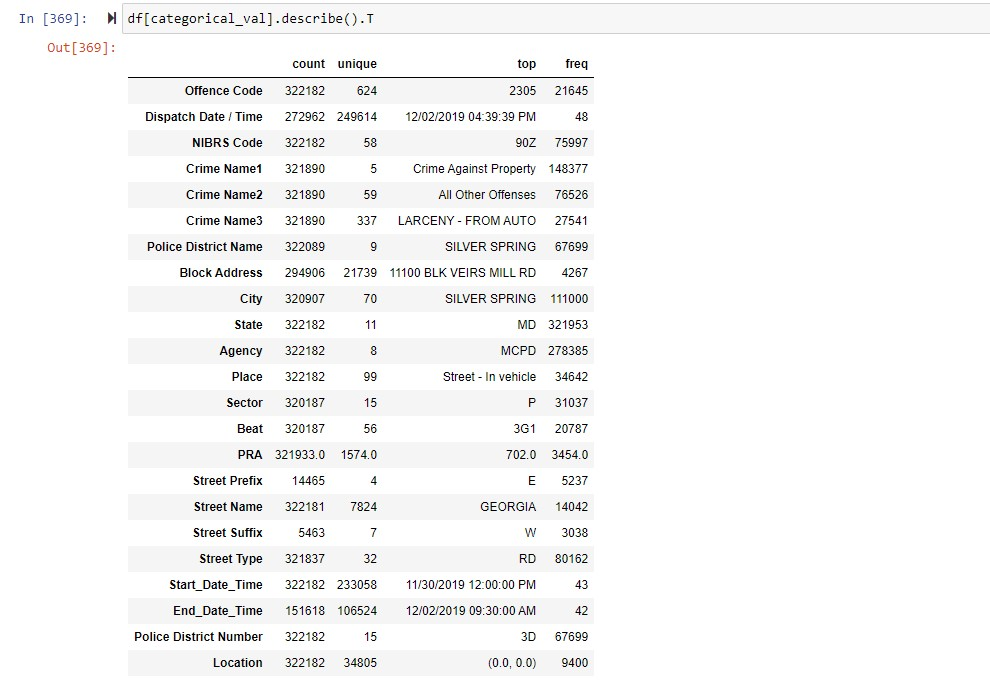 In [369]: df[categorical_val].describe().T
Out[369]:
count unique top freq
Offence Code 322182 624 2305 21645
Dispatch Date / Time 272962 249614 12/02/2019 04:39:39 PM 48
NIBRS Code 322182 58 90Z 75997
Crime Name1 321890 5 Crime Against Property 148377
Crime Name2 321890 59 All Other Offenses 76526
Crime Name3 321890 337 LARCENY - FROM AUTO 27541
Police District Name 322089 9 SILVER SPRING 67699
Block Address 294906 21739 11100 BLK VEIRS MILL RD 4267
City 320907 70 SILVER SPRING 111000
State 322182 11 MD 321953
Agency 322182 8 MCPD 278385
Place 322182 99 Street - In vehicle 34642
Sector 320187 15 P 31037
Beat 320187 56 3G1 20787
PRA 321933.0 1574.0 702.0 3454.0
Street Prefix 14465 4 E 5237
Street Name 322181 7824 GEORGIA 14042
Street Suffix 5463 7 W 3038
Street Type 321837 32 RD 80162
Start_Date_Time 322182 233058 11/30/2019 12:00:00 PM 43
End_Date_Time 151618 106524 12/02/2019 09:30:00 AM 42
Police District Number 322182 15 3D 67699
Location 322182 34805 (0.0, 0.0) 9400